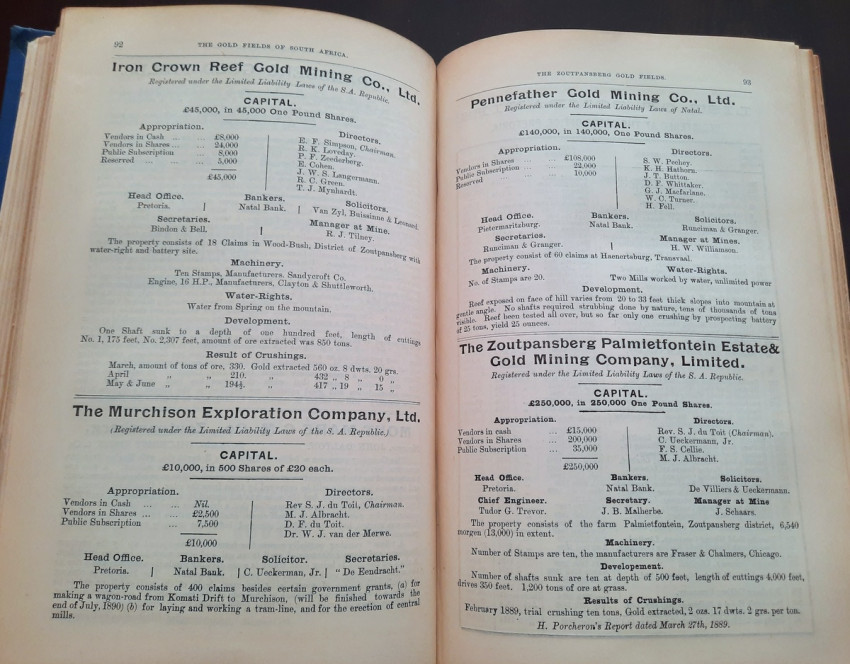 92
THE GOLD FIELDS OF SOUTH AFRICA.
Iron Crown Reef Gold Mining Co., Ltd.
Registered under the Limited Liability Laws of the S.A. Republic.
CAPITAL.
£45,000, in 45,000 One Pound Shares.
Appropriation.
Vendors in Cash ... ... £8,000
Vendors in Shares ... ... 24,000
Public Subscription ... 8,000
Reserved ... ... 5,000
£45,000
Directors.
E. F. Simpson, Chairman.
R. K. Loveday.
P. F. Zeederberg.
E. Cohen.
J. W. S. Langermann.
R. C. Green.
T. J. Mynhardt.
Head Office.
Pretoria.
Bankers.
Natal Bank.
Solicitors.
Van Zyl, Buissinne & Leonard.
Secretaries.
Bindon & Bell.
Manager at Mine.
R. J. Tilney.
The property consists of 18 Claims in Wood-Bush, District of Zoutpansberg with
water-right and battery site.
Machinery.
Ten Stamps, Manufacturers, Sandycroft Co.
Engine, 16 H.P., Manufacturers, Clayton & Shuttleworth.
Water-Rights.
Water from Spring on the mountain.
Development.
One Shaft sunk to a depth of one hundred feet, length of cuttings
No. 1, 175 feet, No. 2,307 feet, amount of ore extracted was 850 tons.
Result of Crushings.
March, amount of tons of ore, 330. Gold extracted 560 oz. 8 dwts. 20 grs.
April „ „ 210. „ 432 „ 8 „ 0 „
May & June „ „ 194½. „ 417 „ 19 „ 15 „
The Murchison Exploration Company, Ltd.
(Registered under the Limited Liability Laws of the S. A. Republic.)
CAPITAL.
£10,000, in 500 Shares of £20 each.
Appropriation.
Vendors in Cash ... ... Nil.
Vendors in Shares ... ... £2,500
Public Subscription ... 7,500
£10,000
Directors.
Rev S. J. du Toit, Chairman.
M. J. Albracht.
D. F. du Toit.
Dr. W. J. van der Merwe.
Head Office.
Pretoria.
Bankers.
Natal Bank.
Solicitor.
C. Ueckerman, Jr.
Secretaries.
"De Eendracht."
The property consists of 400 claims besides certain government grants, (a) for
making a wagon-road from Komati Drift to Murchison, (will be finished towards the
end of July, 1890) (b) for laying and working a tram-line, and for the erection of central
mills.
THE ZOUTPANSBERG GOLD FIELDS.
93
Pennefather Gold Mining Co., Ltd.
Registered under the Limited Liability Laws of Natal.
CAPITAL.
£140,000, in 140,000, One Pound Shares.
Appropriation.
Vendors in Shares ... £108,000
Public Subscription ... 22,000
Reserved ... 10,000
Directors.
S. W. Pechey.
K. H. Hathorn.
J. T. Button.
D. F. Whittaker.
G. J. Macfarlane.
W. C. Turner.
H. Foll.
Head Office.
Pietermaritzburg.
Bankers.
Natal Bank.
Solicitors.
Runciman & Granger.
Secretaries.
Runciman & Granger.
Manager at Mines.
H. W. Williamson.
The property consist of 60 claims at Haenertsburg, Transvaal.
Machinery.
No. of Stamps are 20.
Water-Rights.
Two Mills worked by water, unlimited power
Development.
Reef exposed on face of hill varies from 20 to 33 feet thick slopes into mountain at
gentle angle. No shafts required strubbing done by nature, tons of thousands of tons
visible. Reef been tested all over, but so far only one crushing by prospecting battery
of 25 tons, yield 25 ounces.
The Zoutpansberg Palmietfontein Estate &
Gold Mining Company, Limited.
Registered under the Limited Liability Laws of the S. A. Republic.
CAPITAL.
£250,000, in 250,000 One Pound Shares.
Appropriation.
Vendors in cash ... £15,000
Vendors in Shares ... 200,000
Public Subscription ... 35,000
£250,000
Directors.
Rev. S. J. du Toit (Chairman).
C. Ueckermann, Jr.
F. S. Cellie.
M. J. Albracht.
Head Office.
Pretoria.
Bankers.
Natal Bank.
Solicitors.
De Villiers & Ueckermann.
Chief Engineer.
Tudor G. Trevor.
Secretary.
J. B. Malherbe.
Manager at Mine
J. Schaars.
The property consists of the farm Palmietfontein, Zoutpansberg district, 6,540
morgen (13,000) in extent.
Machinery.
Number of Stamps are ten, the manufacturers are Fraser & Chalmers, Chicago.
Developement.
Number of shafts sunk are ten at depth of 500 feet, length of cuttings 4,000 feet,
drives 350 feet. 1,200 tons of ore at grass.
Results of Crushings.
February 1889, trial crushing ten tons, Gold extracted, 2 ozs. 17 dwts. 2 grs. per ton.
H. Porcheron's Report dated March 27th, 1889.